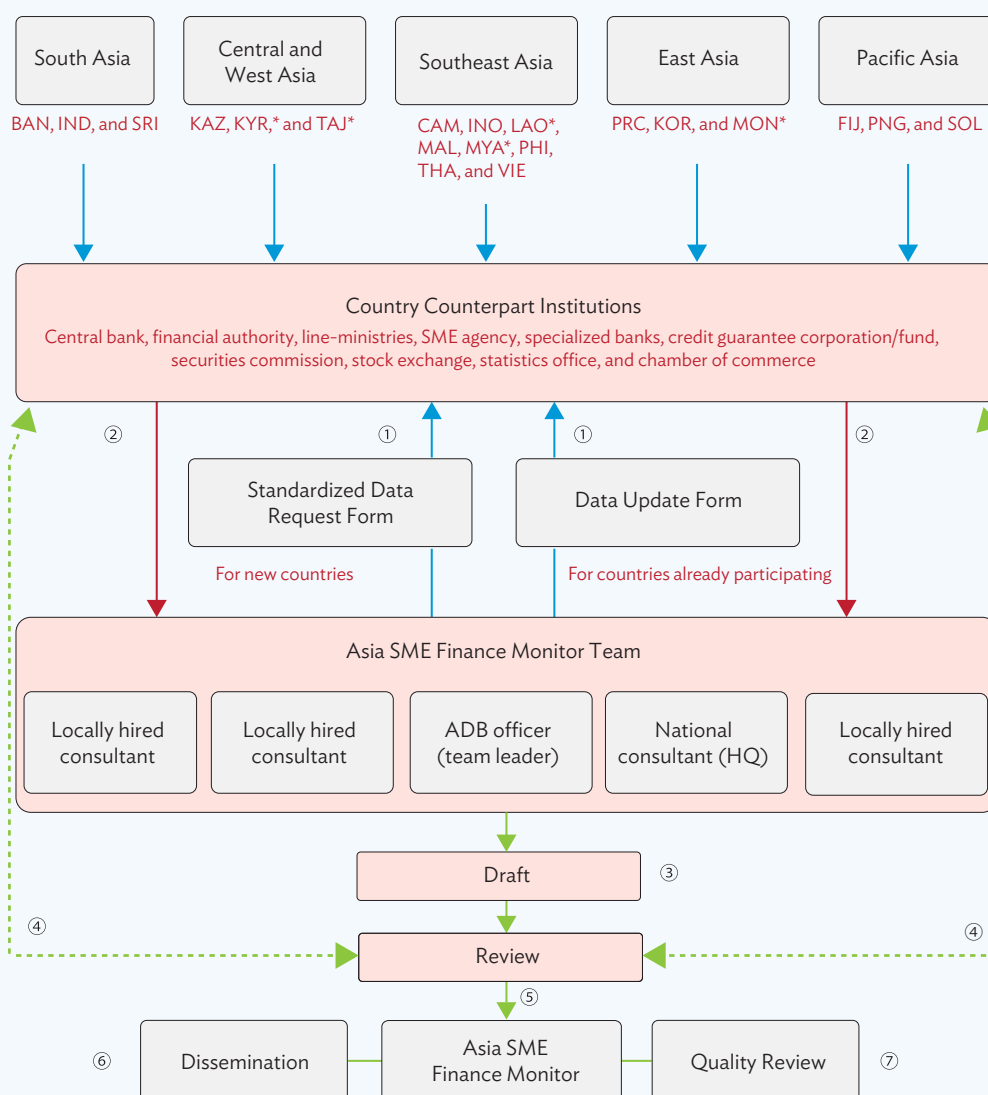 South Asia
Central and
West Asia
Southeast Asia
East Asia
Pacific Asia
BAN, IND, and SRI
KAZ, KYR,* and TAJ*
CAM, INO, LAO*,
MAL, MYA*, PHI,
THA, and VIE
PRC, KOR, and MON*
FIJ, PNG, and SOL
Country Counterpart Institutions
Central bank, financial authority, line-ministries, SME agency, specialized banks, credit guarantee corporation/fund,
securities commission, stock exchange, statistics office, and chamber of commerce
②
①
①
②
Standardized Data
Request Form
Data Update Form
For new countries
For countries already participating
Asia SME Finance Monitor Team
Locally hired
consultant
Locally hired
consultant
ADB officer
(team leader)
National
consultant (HQ)
Locally hired
consultant
Draft
③
④
④
Review
⑤
⑥
Dissemination
Asia SME
Finance Monitor
Quality Review
⑦